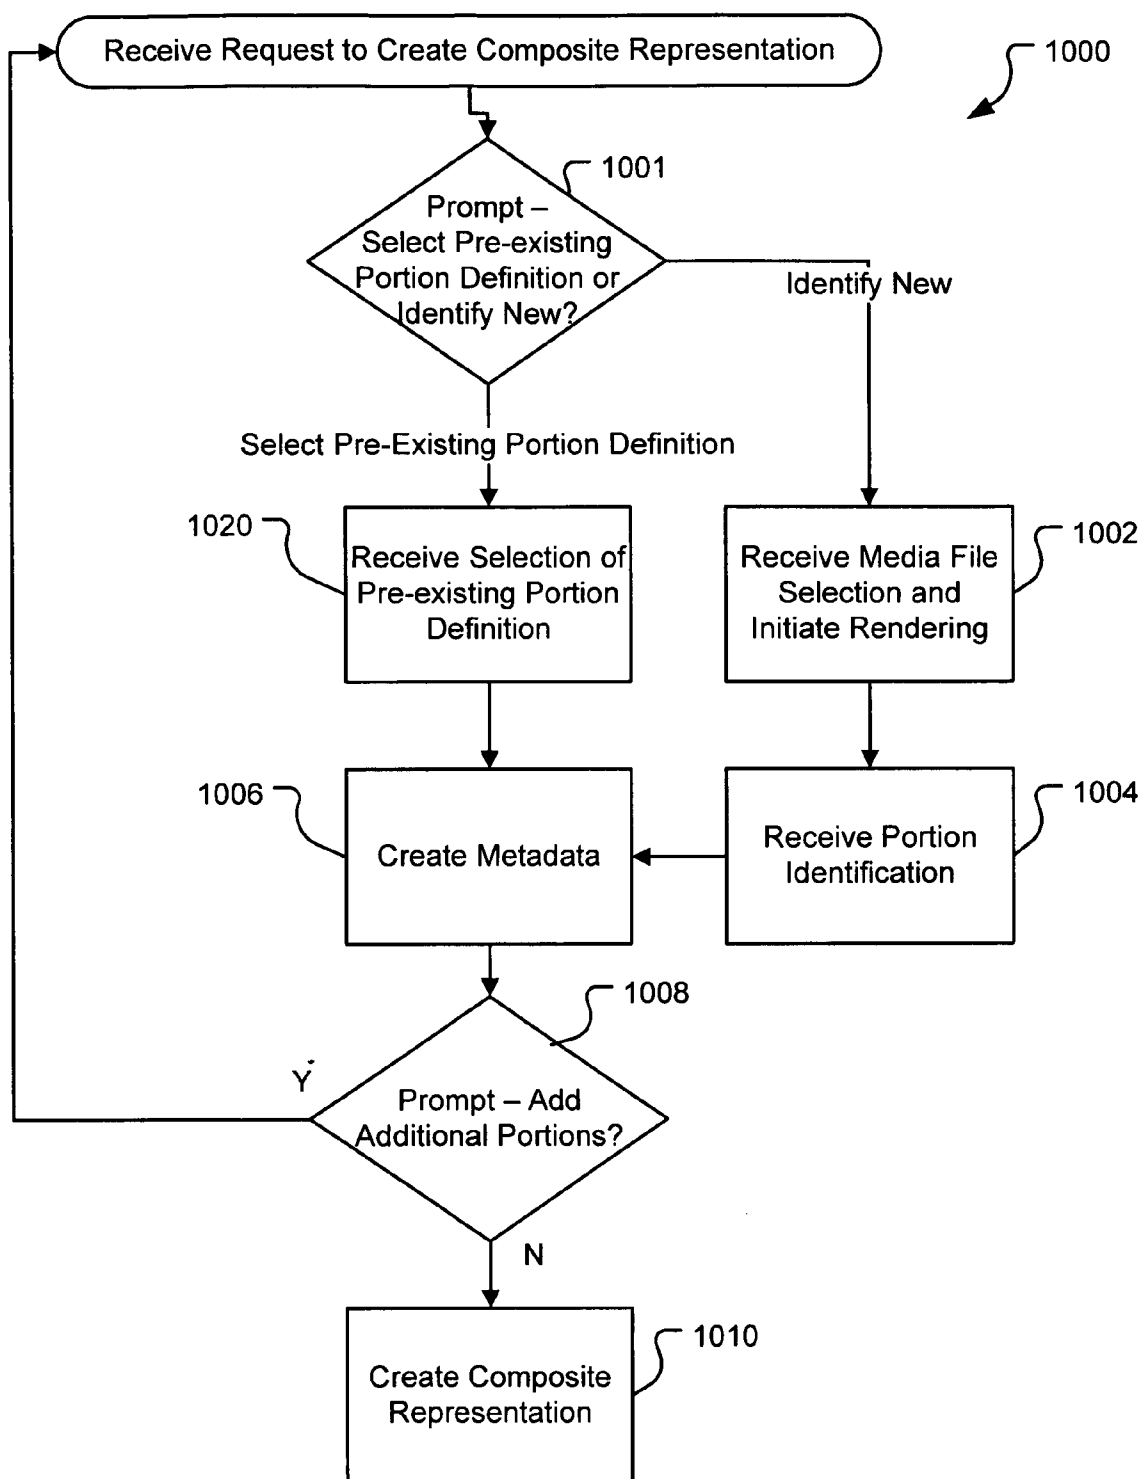 Receive Request to Create Composite Representation
1000
1001
Prompt –
Select Pre-existing
Portion Definition or
Identify New?
Identify New
Select Pre-Existing Portion Definition
1020
Receive Selection of
Pre-existing Portion
Definition
1002
Receive Media File
Selection and
Initiate Rendering
1006
Create Metadata
1004
Receive Portion
Identification
1008
Y
Prompt – Add
Additional Portions?
N
1010
Create Composite
Representation